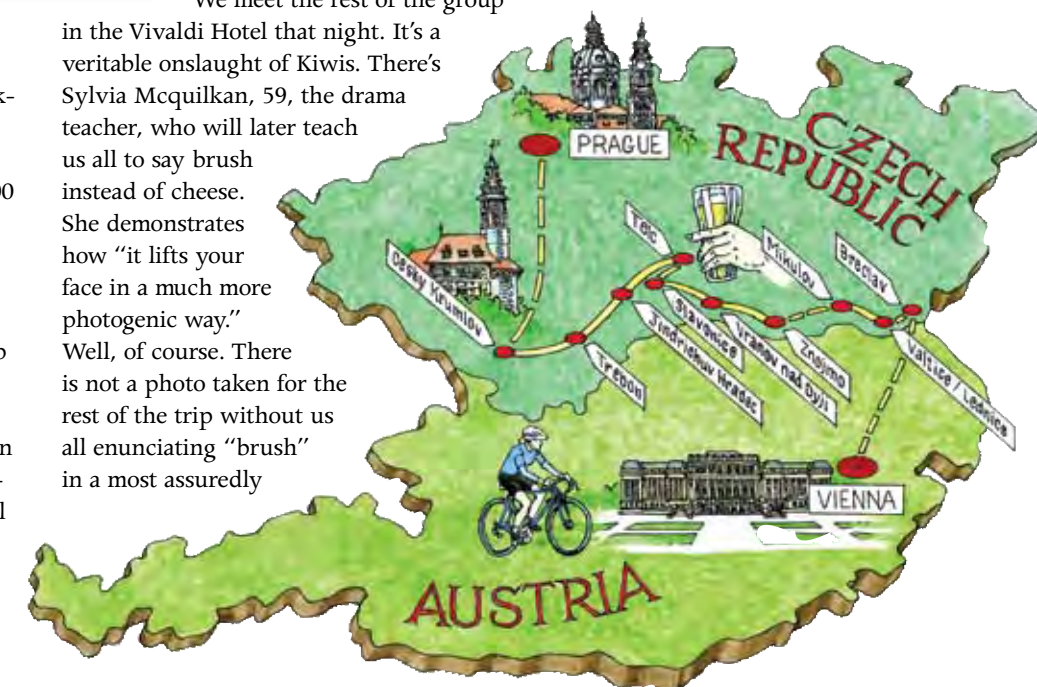 We meet the rest of the group
in the Vivaldi Hotel that night. It's a
veritable onslaught of Kiwis. There's
Sylvia Mcquilkan, 59, the drama
teacher, who will later teach
us all to say brush
instead of cheese.
She demonstrates
how "it lifts your
face in a much more
photogenic way."
Well, of course. There
is not a photo taken for the
rest of the trip without us
all enunciating "brush"
in a most assuredly
k-
00
n
-
l
PRAGUE
CZECH
REPUBLIC
Telc
Mikulov
Breclav
Cesky Krumlov
Slavonice
Vranov nad Dyji
Znojmo
Jindrichuv Hradec
Trebon
Valtice / Lednice
VIENNA
AUSTRIA